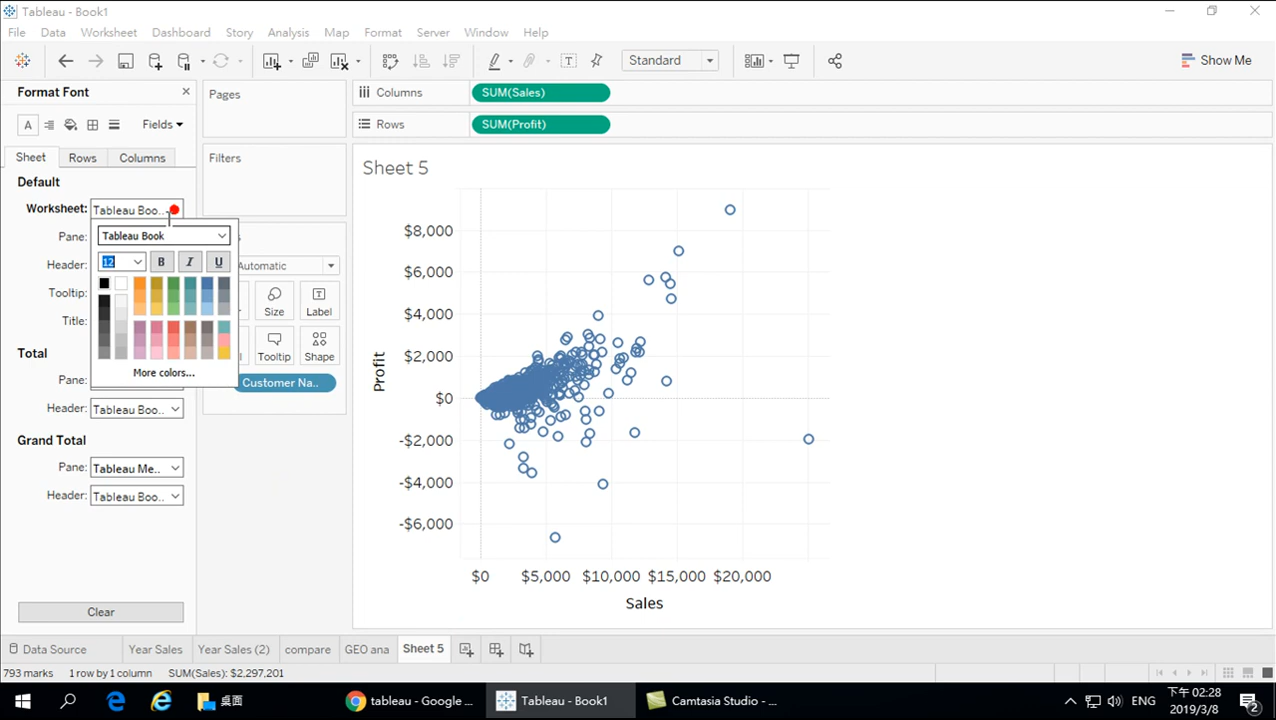 Tableau - Book1
File Data Worksheet Dashboard Story Analysis Map Format Server Window Help
Standard
Show Me
Format Font
Pages
Columns SUM(Sales)
Fields
Rows SUM(Profit)
Sheet Rows Columns
Filters
Sheet 5
Default
Worksheet: Tableau Boo..
Pane: Tableau Book
Header: 12 B I U
Automatic
Tooltip:
Size Label
Title:
Tooltip Shape
Total
More colors...
Pane: Customer Na..
Header: Tableau Boo..
Grand Total
Pane: Tableau Me..
Header: Tableau Boo..
Clear
Profit
$8,000
$6,000
$4,000
$2,000
$0
-$2,000
-$4,000
-$6,000
$0 $5,000 $10,000 $15,000 $20,000
Sales
Data Source Year Sales Year Sales (2) compare GEO ana Sheet 5
793 marks 1 row by 1 column SUM(Sales): $2,297,201
桌面 tableau - Google ... Tableau - Book1 Camtasia Studio - ... ENG 下午 02:28
2019/3/8 2